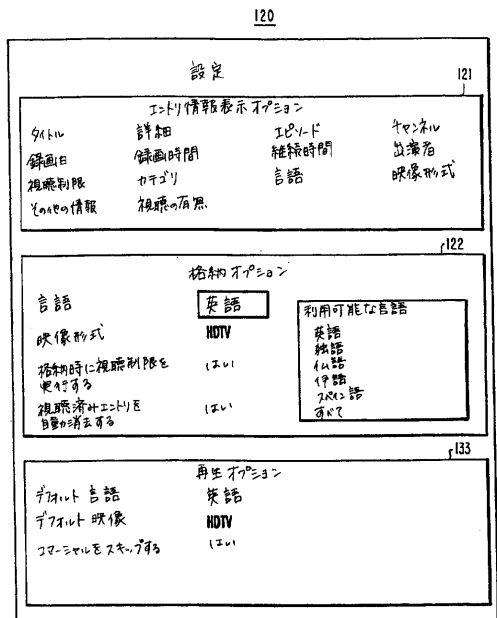 120
設定
121
エントリ情報表示オプション
タイトル 詳細 エピソード チャンネル
録画日 録画時間 継続時間 出演者
視聴制限 カテゴリ 言語 映像形式
その他の情報 視聴の有無
122
格納オプション
言語 英語
映像形式 HDTV
格納時に視聴制限を
実行する はい
視聴済みエントリを
自動消去する はい
利用可能な言語
英語
独語
仏語
伊語
スペイン語
すべて
133
再生オプション
デフォルト言語 英語
デフォルト映像 HDTV
コマーシャルをスキップする はい